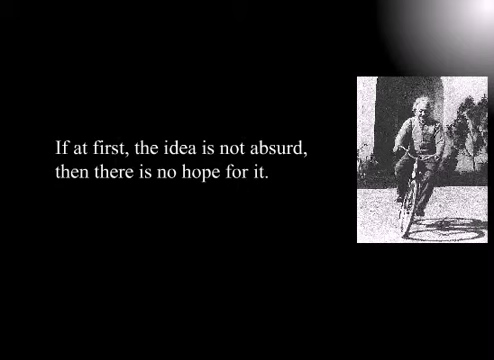 If at first, the idea is not absurd,
then there is no hope for it.